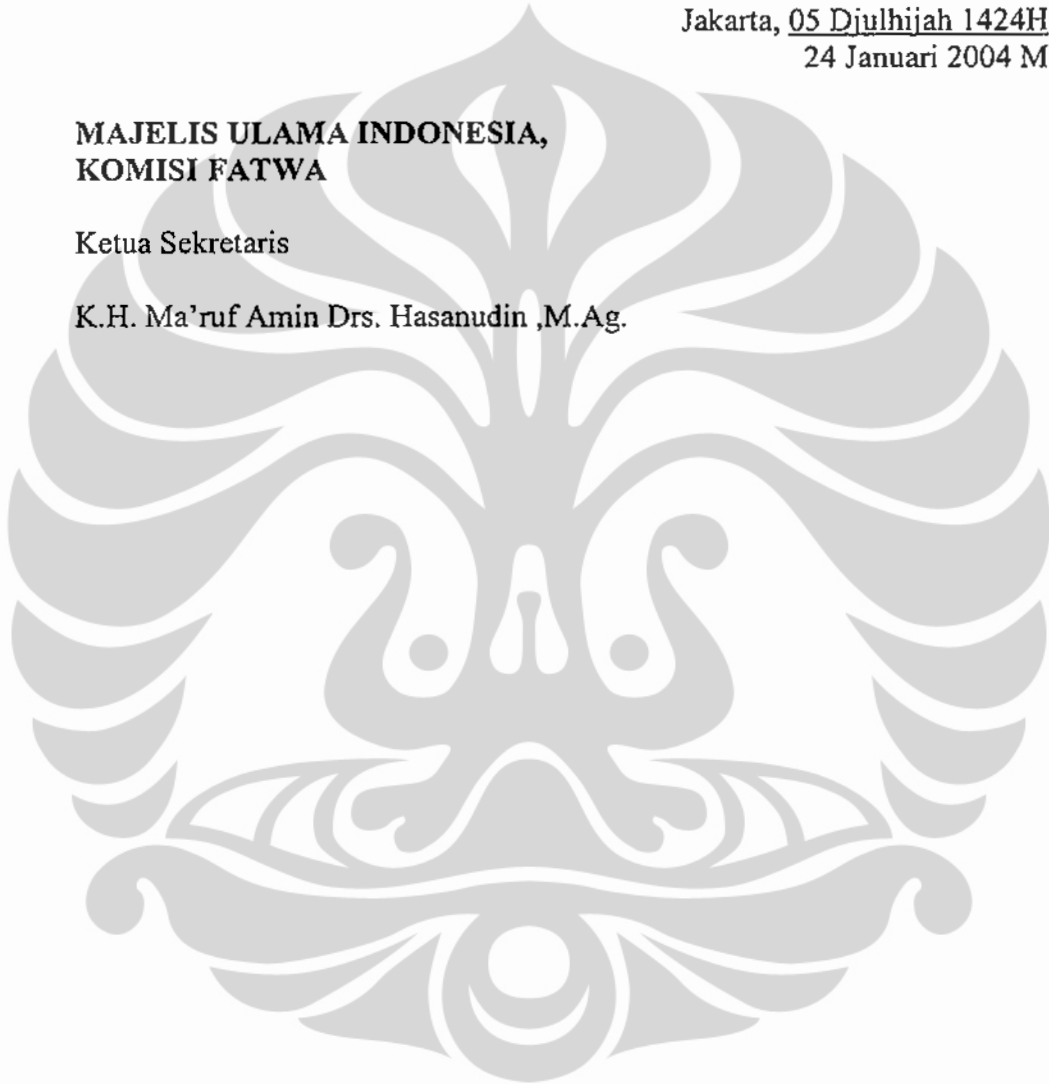 Jakarta, 05 Djulhijah 1424H
24 Januari 2004 M
MAJELIS ULAMA INDONESIA,
KOMISI FATWA
Ketua Sekretaris
K.H. Ma'ruf Amin Drs. Hasanudin ,M.Ag.